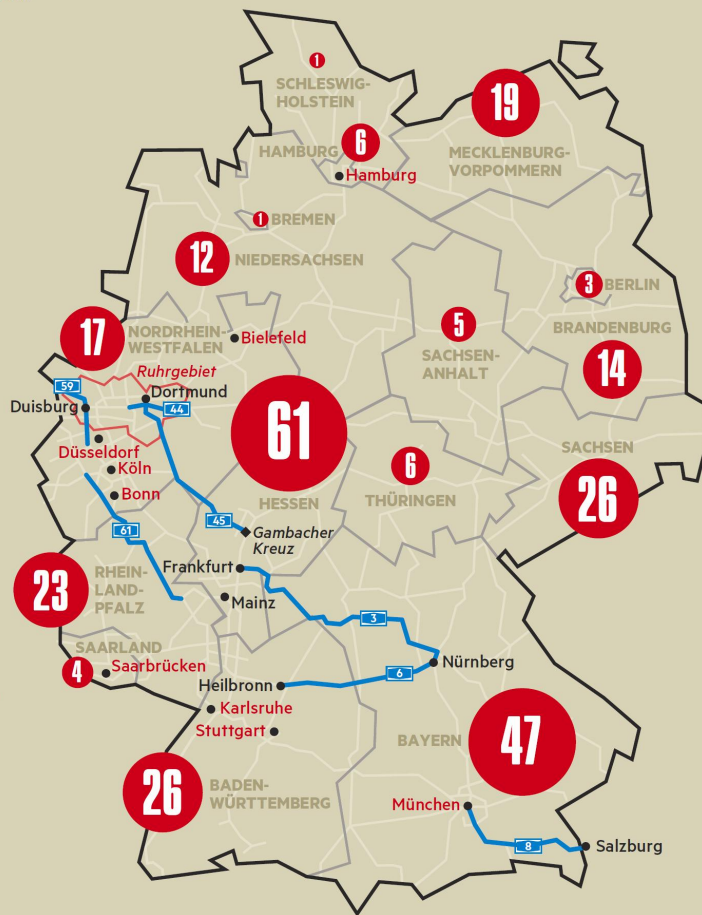 1
SCHLESWIG-
HOLSTEIN
19
MECKLENBURG-
VORPOMMERN
HAMBURG
6
Hamburg
1
BREMEN
12
NIEDERSACHSEN
3
BERLIN
BRANDENBURG
14
5
SACHSEN-
ANHALT
17
NORDRHEIN-
WESTFALEN
Bielefeld
Ruhrgebiet
59
Dortmund
Duisburg
44
61
HESSEN
Düsseldorf
Köln
Bonn
SACHSEN
26
6
THÜRINGEN
45
61
Gambacher
Kreuz
Frankfurt
23
RHEIN-
LAND-
PFALZ
Mainz
3
SAARLAND
4
Saarbrücken
Nürnberg
6
Heilbronn
Karlsruhe
Stuttgart
BAYERN
47
26
BADEN-
WÜRTTEMBERG
München
8
Salzburg